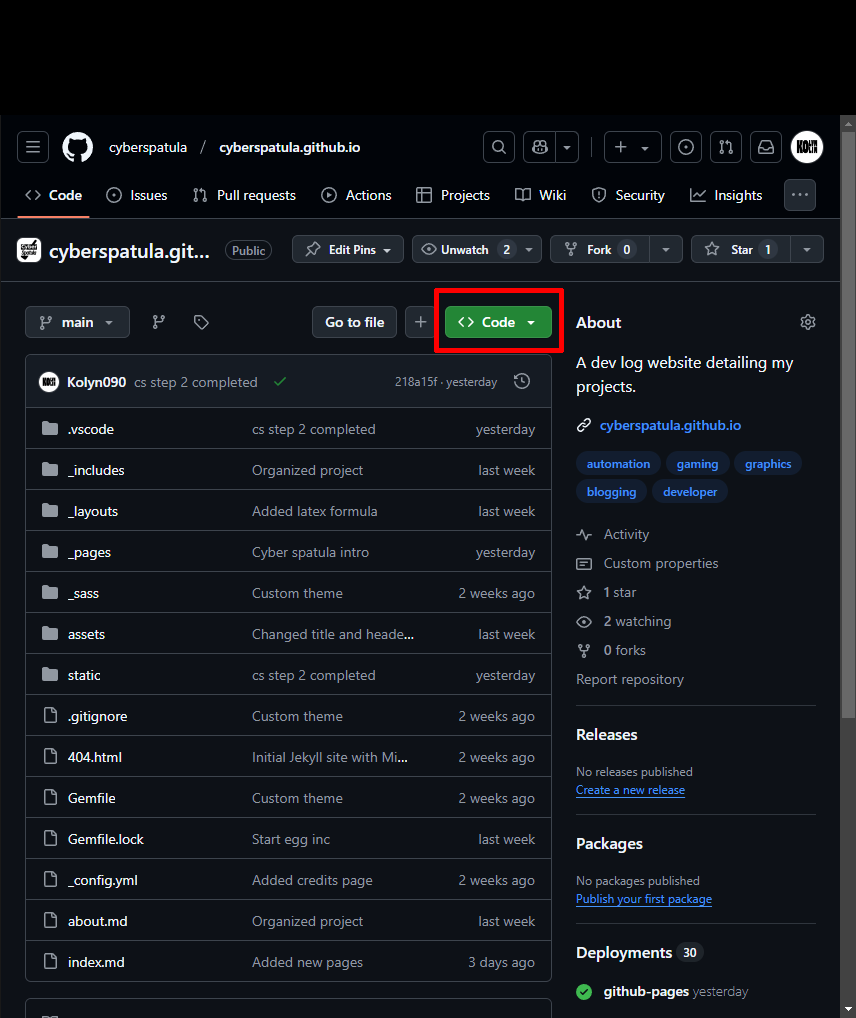 cyberspatula / cyberspatula.github.io
Code Issues Pull requests Actions Projects Wiki Security Insights ...
cyberspatula.git... Public Edit Pins Unwatch 2 Fork 0 Star 1
main Go to file Code
Kolyn090 cs step 2 completed 218a15f · yesterday
.vscode cs step 2 completed yesterday
_includes Organized project last week
_layouts Added latex formula last week
_pages Cyber spatula intro yesterday
_sass Custom theme 2 weeks ago
assets Changed title and heade... last week
static cs step 2 completed yesterday
.gitignore Custom theme 2 weeks ago
404.html Initial Jekyll site with Mi... 2 weeks ago
Gemfile Custom theme 2 weeks ago
Gemfile.lock Start egg inc last week
_config.yml Added credits page 2 weeks ago
about.md Organized project last week
index.md Added new pages 3 days ago
About
A dev log website detailing my
projects.
cyberspatula.github.io
automation gaming graphics
blogging developer
Activity
Custom properties
1 star
2 watching
0 forks
Report repository
Releases
No releases published
Create a new release
Packages
No packages published
Publish your first package
Deployments 30
github-pages yesterday